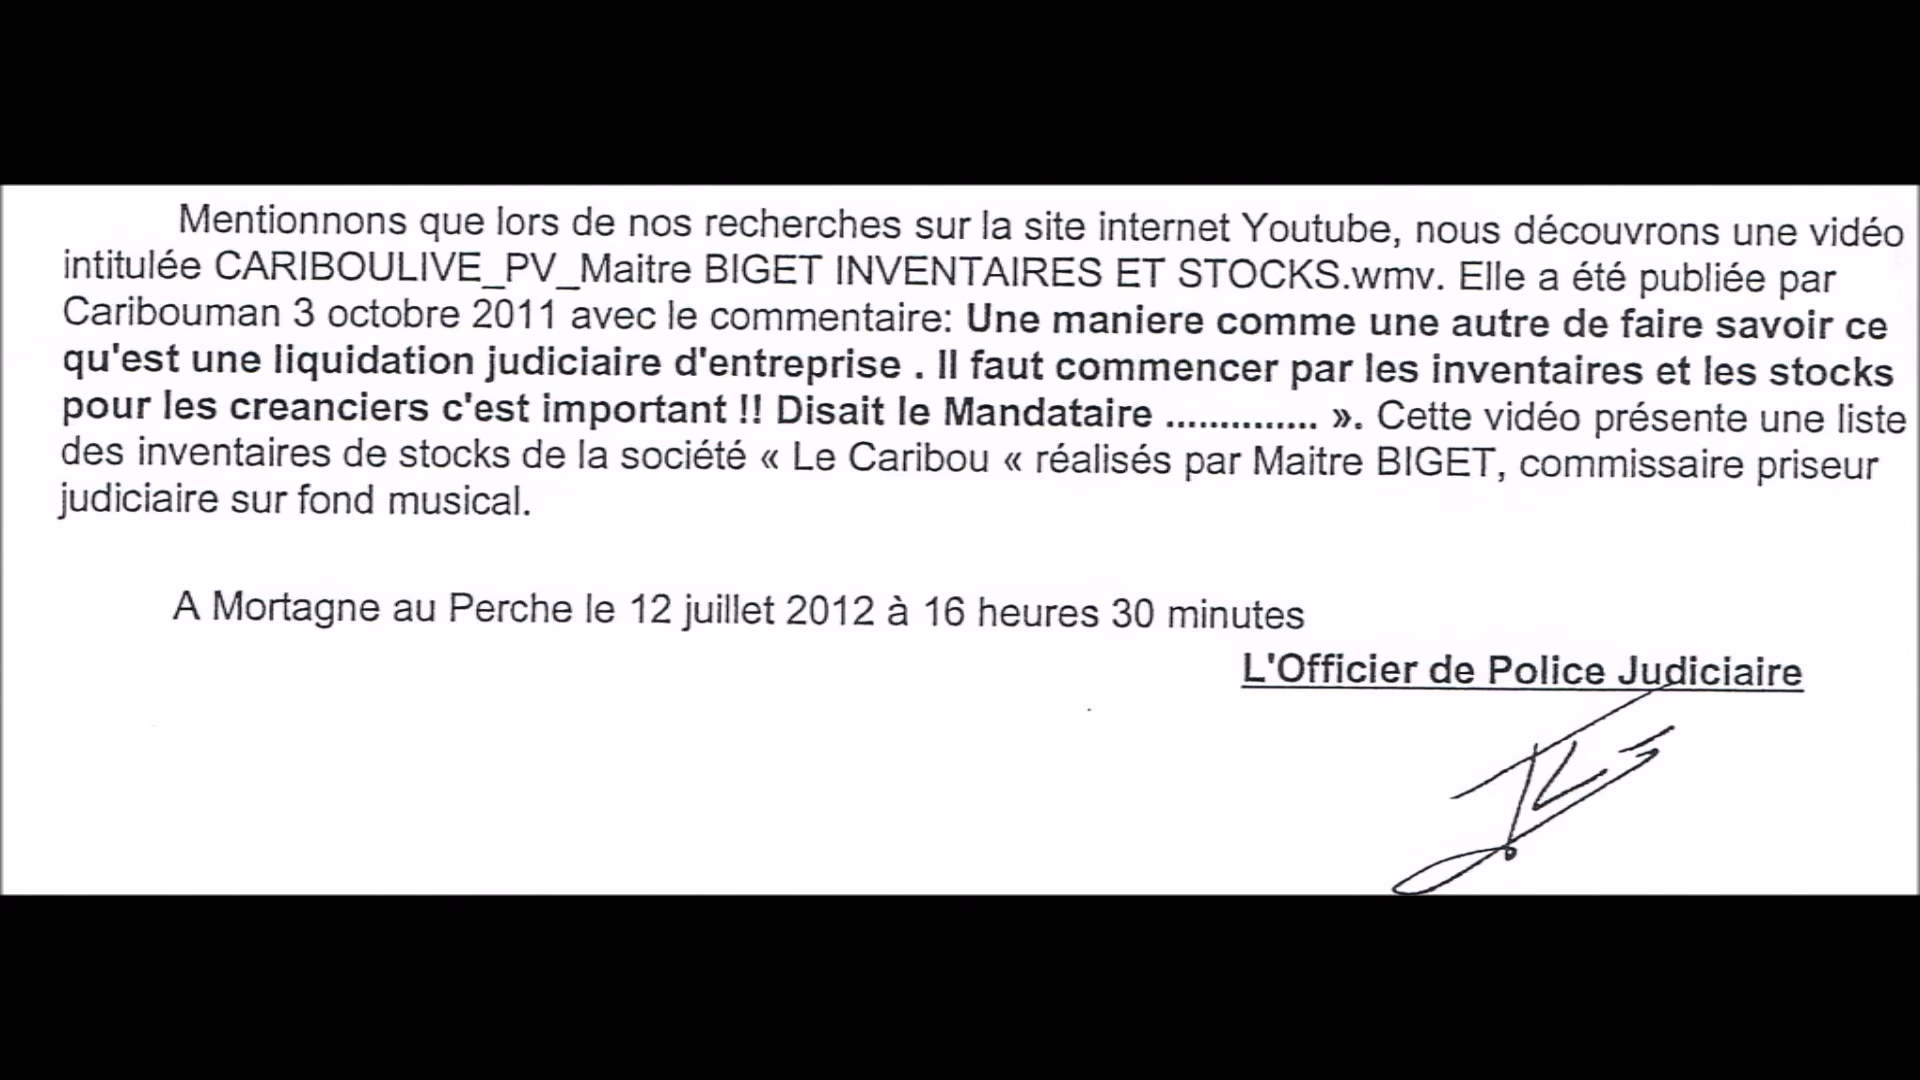 Mentionnons que lors de nos recherches sur la site internet Youtube, nous découvrons une vidéo
intitulée CARIBOULIVE_PV_Maitre BIGET INVENTAIRES ET STOCKS.wmv. Elle a été publiée par
Caribouman 3 octobre 2011 avec le commentaire: Une maniere comme une autre de faire savoir ce
qu'est une liquidation judiciaire d'entreprise . Il faut commencer par les inventaires et les stocks
pour les creanciers c'est important !! Disait le Mandataire .............. ». Cette vidéo présente une liste
des inventaires de stocks de la société « Le Caribou « réalisés par Maitre BIGET, commissaire priseur
judiciaire sur fond musical.
A Mortagne au Perche le 12 juillet 2012 à 16 heures 30 minutes
L'Officier de Police Judiciaire